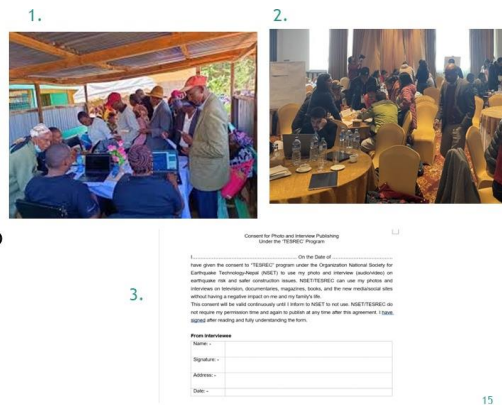 1.
2.
3.
Consent for Photo and Interview Publishing
Under the 'TESREC' Program
I, ........................................ On the Date of ........................
have given the consent to "TESREC" program under the Organization National Society for
Earthquake Technology-Nepal (NSET) to use my photo and interview (audio/video) on
earthquake risk and safer construction issues. NSET/TESREC can use my photos and
interviews on television, documentaries, magazines, books, and the new media/social sites
without having a negative impact on me and my family's life.
This consent will be valid continuously until I inform to NSET to not use. NSET/TESREC do
not require my permission time and again to publish at any time after this agreement. I have
signed after reading and fully understanding the form.
From Interviewee
Name: -
Signature: -
Address: -
Date: -
15